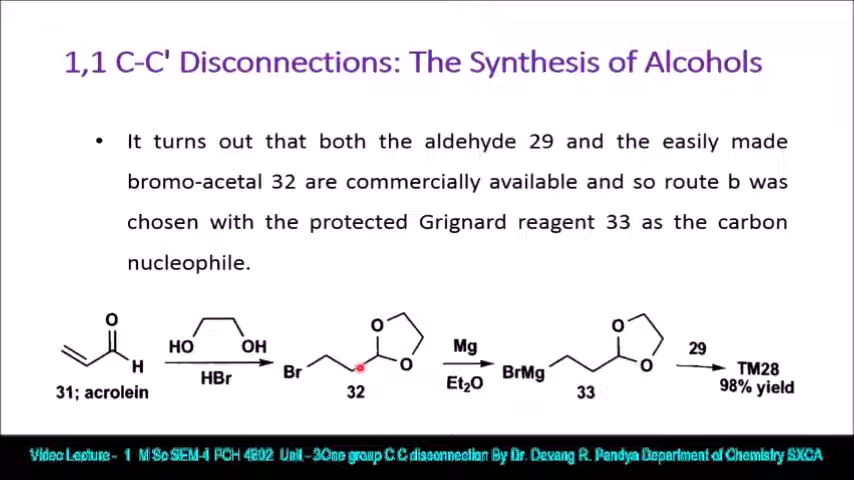 1,1 C-C' Disconnections: The Synthesis of Alcohols
• It turns out that both the aldehyde 29 and the easily made
bromo-acetal 32 are commercially available and so route b was
chosen with the protected Grignard reagent 33 as the carbon
nucleophile.
O
H
31; acrolein
HO OH
HBr
Br
O
O
32
Mg
Et2O
BrMg
O
O
33
29
TM28
98% yield
Video Lecture - 1 M Sc SEM-4 PCH 4802 Unit - 3One group C C disconnection By Dr. Devang R. Pandya Department of Chemistry SXCA